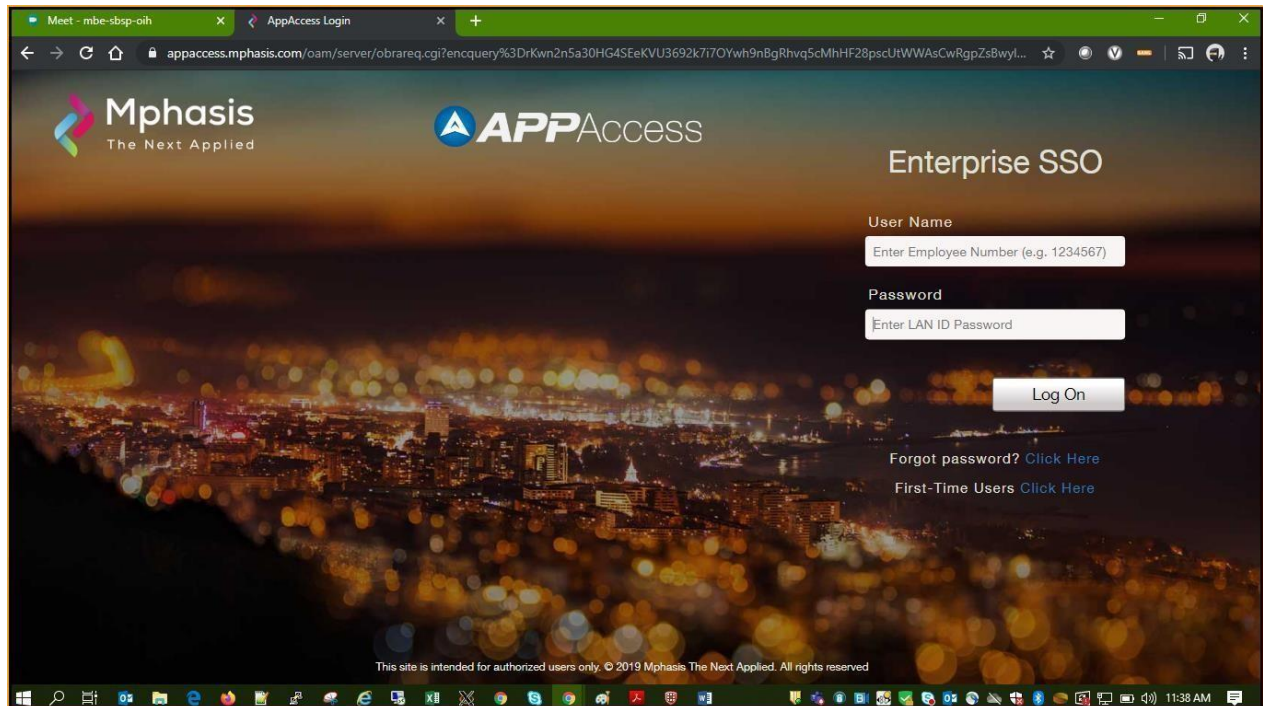 Meet - mbe-sbsp-oih
AppAccess Login
appaccess.mphasis.com/oam/server/obrareq.cgi?encquery%3DrKwn2n5a30HG4SEeKVU3692k7i7OYwh9nBgRhvq5cMhHF28pscUtWWAsCwRgpZsBwyl...
Mphasis
The Next Applied
APPAccess
Enterprise SSO
User Name
Enter Employee Number (e.g. 1234567)
Password
Enter LAN ID Password
Log On
Forgot password? Click Here
First-Time Users Click Here
This site is intended for authorized users only. © 2019 Mphasis The Next Applied. All rights reserved
11:38 AM